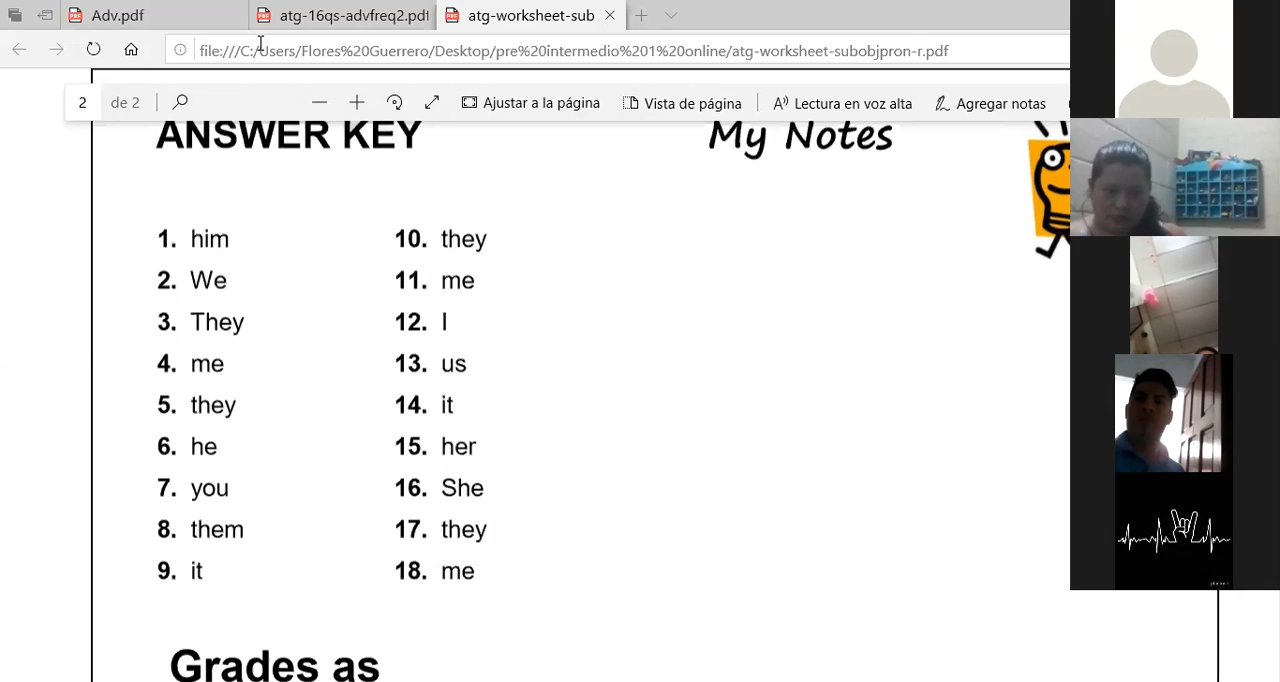 Adv.pdf
atg-16qs-advfreq2.pdf
atg-worksheet-sub
file:///C:/Users/Flores%20Guerrero/Desktop/pre%20intermedio%201%20online/atg-worksheet-subobjpron-r.pdf
2 de 2
Ajustar a la página
Vista de página
Lectura en voz alta
Agregar notas
ANSWER KEY
My Notes
1. him
2. We
3. They
4. me
5. they
6. he
7. you
8. them
9. it
10. they
11. me
12. I
13. us
14. it
15. her
16. She
17. they
18. me
Grades as